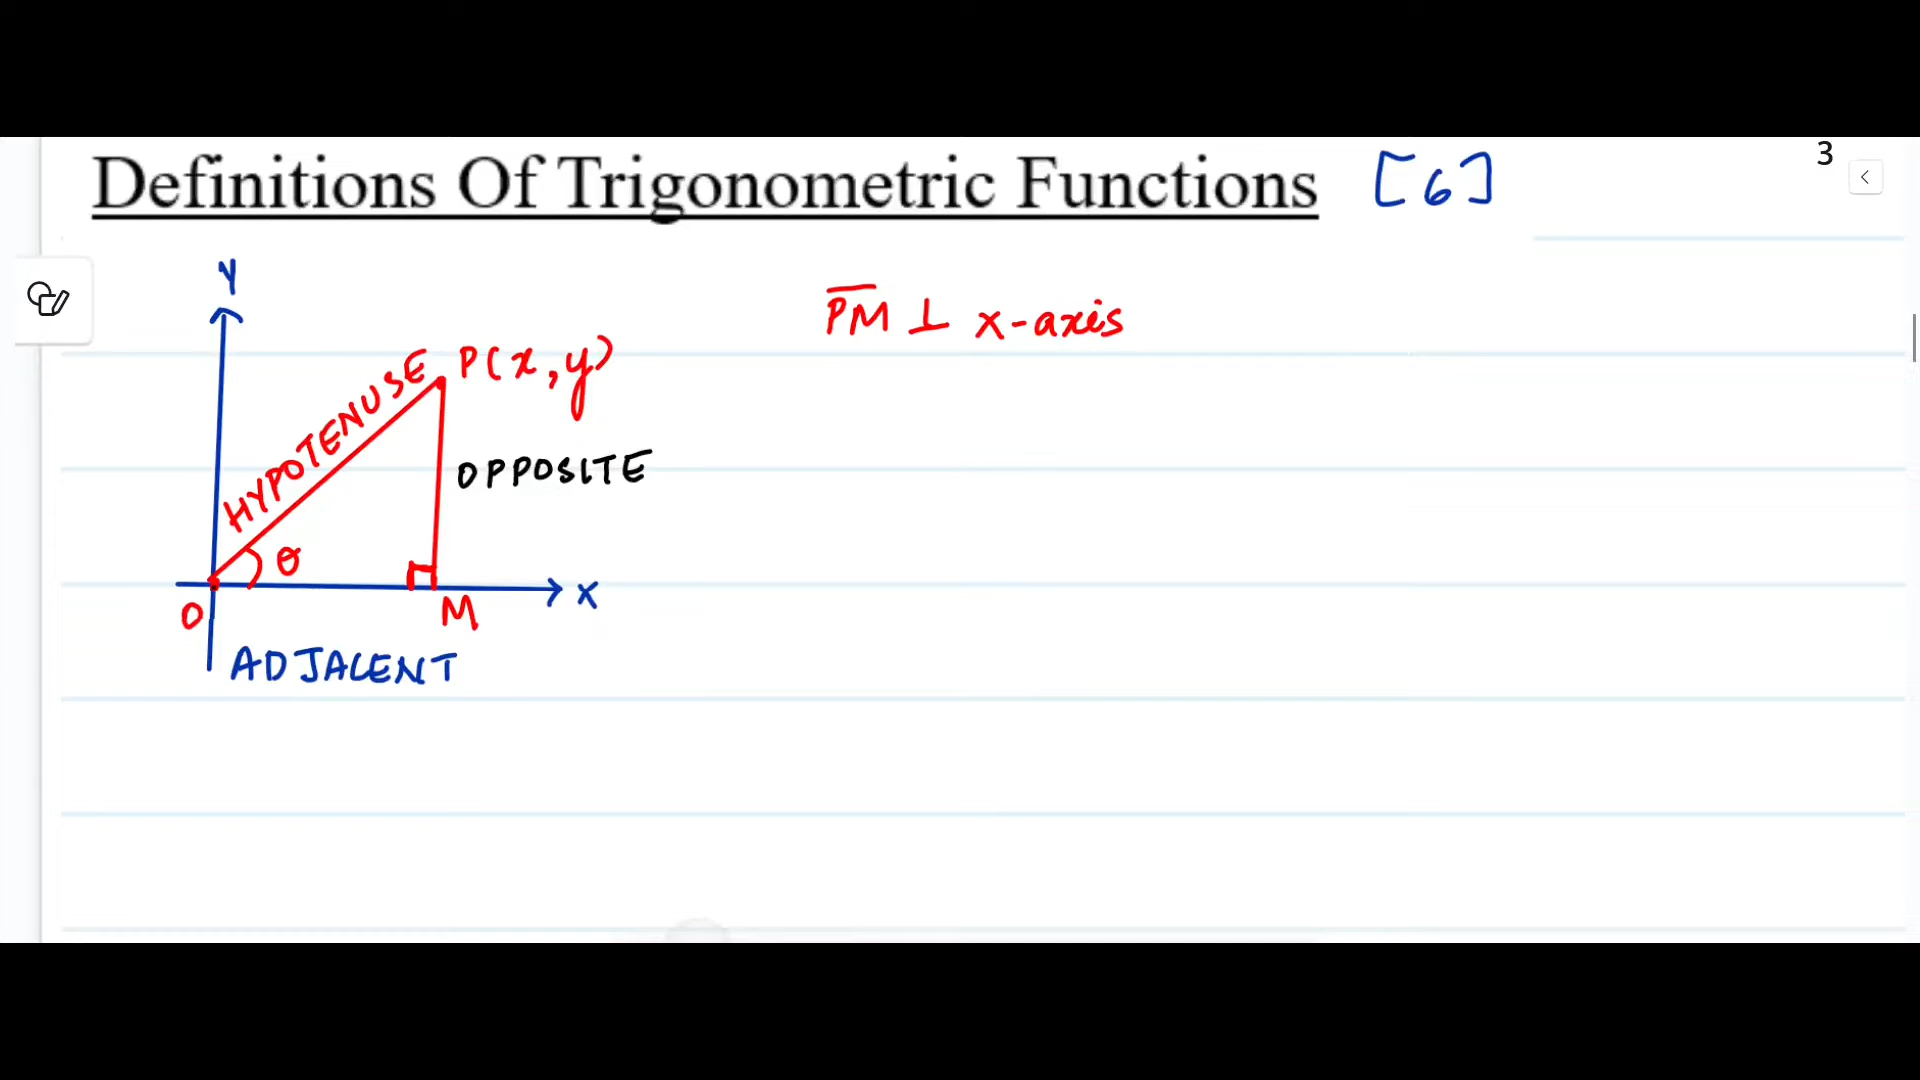 Definitions Of Trigonometric Functions [6]
3
<
Y
PM ⊥ x-axis
P(x,y)
HYPOTENUSE
OPPOSITE
θ
X
O
M
ADJACENT